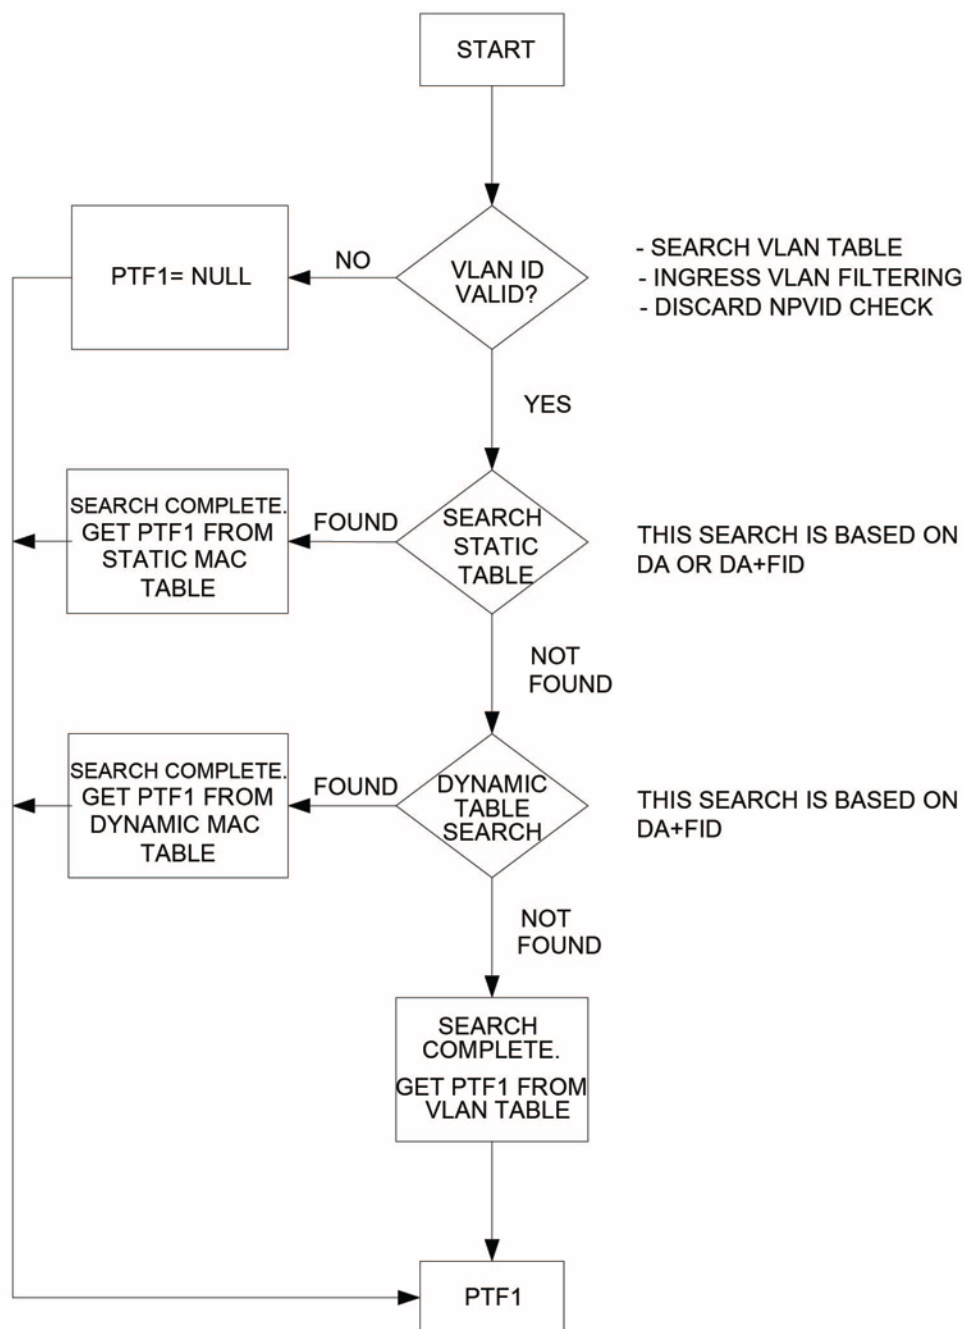 START
PTF1= NULL
NO
VLAN ID
VALID?
- SEARCH VLAN TABLE
- INGRESS VLAN FILTERING
- DISCARD NPVID CHECK
YES
SEARCH COMPLETE.
GET PTF1 FROM
STATIC MAC
TABLE
FOUND
SEARCH
STATIC
TABLE
THIS SEARCH IS BASED ON
DA OR DA+FID
NOT
FOUND
SEARCH COMPLETE.
GET PTF1 FROM
DYNAMIC MAC
TABLE
FOUND
DYNAMIC
TABLE
SEARCH
THIS SEARCH IS BASED ON
DA+FID
NOT
FOUND
SEARCH
COMPLETE.
GET PTF1 FROM
VLAN TABLE
PTF1